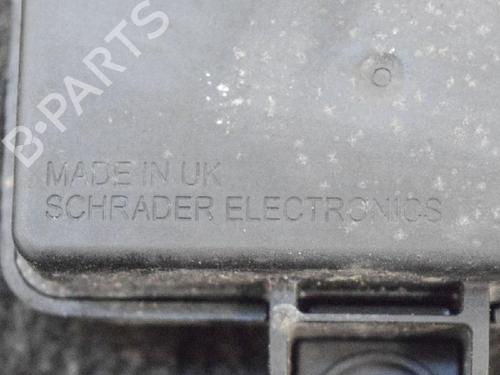 B-PARTS
MADE IN UK
SCHRADER ELECTRONICS